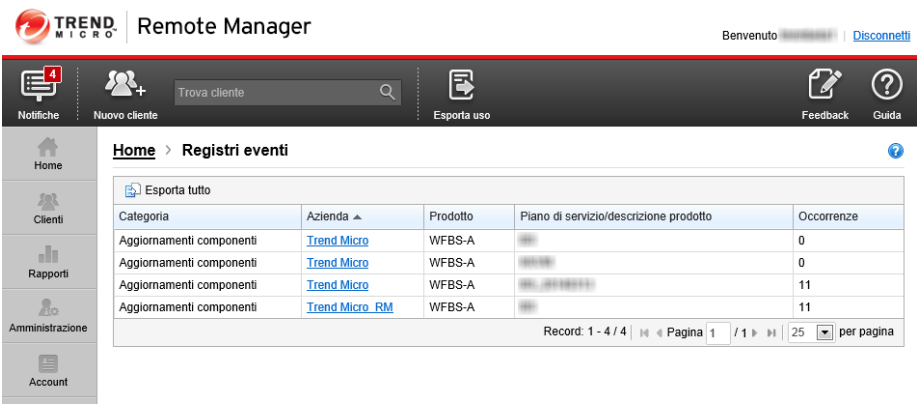 TREND MICRO Remote Manager
Benvenuto | Disconnetti
4
Notifiche
Nuovo cliente
Trova cliente
Esporta uso
Feedback
Guida
Home
Clienti
Rapporti
Amministrazione
Account
Home > Registri eventi
Esporta tutto
Categoria Azienda Prodotto Piano di servizio/descrizione prodotto Occorrenze
Aggiornamenti componenti Trend Micro WFBS-A 0
Aggiornamenti componenti Trend Micro WFBS-A 0
Aggiornamenti componenti Trend Micro WFBS-A 11
Aggiornamenti componenti Trend Micro RM WFBS-A 11
Record: 1 - 4 / 4 Pagina 1 / 1 25 per pagina